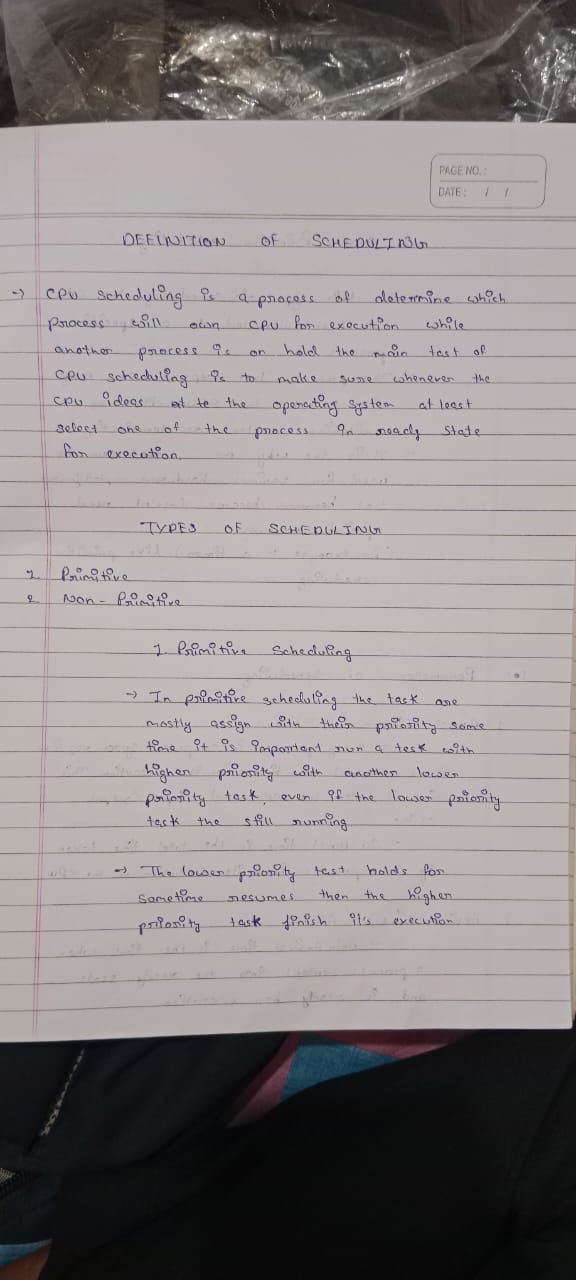 PAGE NO.:
DATE: / /
DEFINITION OF SCHEDULING
→ CPU scheduling is a process of determine which
process will own CPU for execution while
another process is on hold the main test of
CPU scheduling is to make sure whenever the
CPU ideas at te the operating system at least
select one of the process in ready state
for execution.
TYPES OF SCHEDULING
1. Primitive
2 Non - Primitive
1. Primitive Scheduling
→ In primitive scheduling the task are
mostly assign with their priority some
time it is important run a test with
higher priority with another lower
priority task, even if the lower priority
task the still running
→ The lower priority test holds for
sometime resumes then the higher
priority task finish it's execution